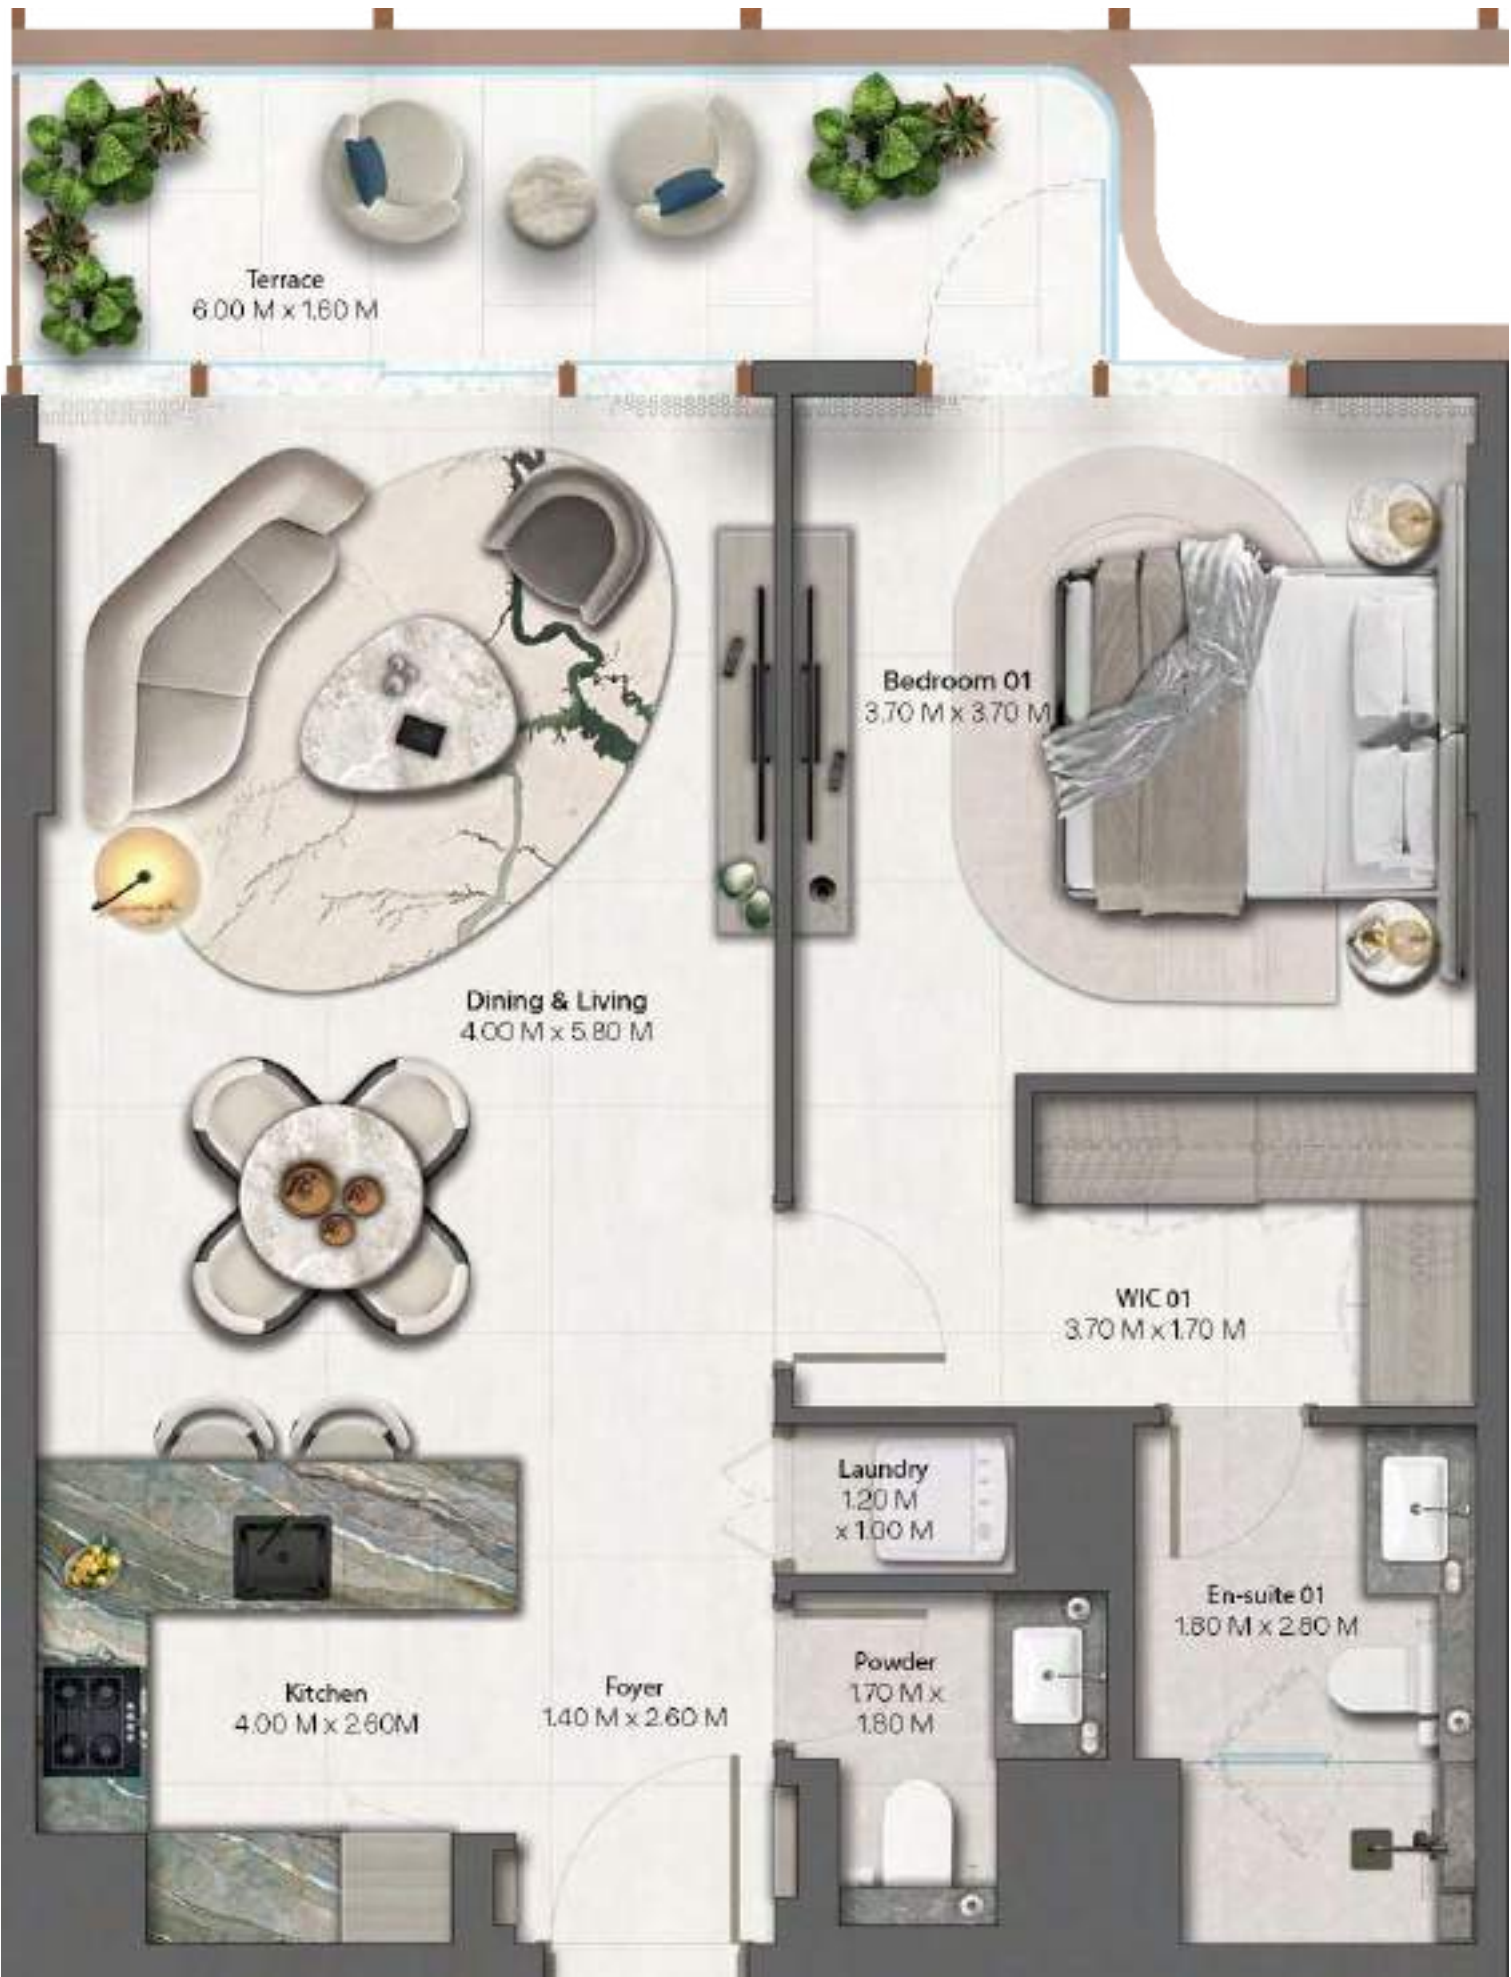 Terrace
6.00 M x 1.60 M
Bedroom 01
3.70 M x 3.70 M
Dining & Living
4.00 M x 5.80 M
WIC 01
3.70 M x 1.70 M
Laundry
1.20 M
x 1.00 M
En-suite 01
1.80 M x 2.80 M
Powder
1.70 M x
1.80 M
Kitchen
4.00 M x 2.60M
Foyer
1.40 M x 2.60 M